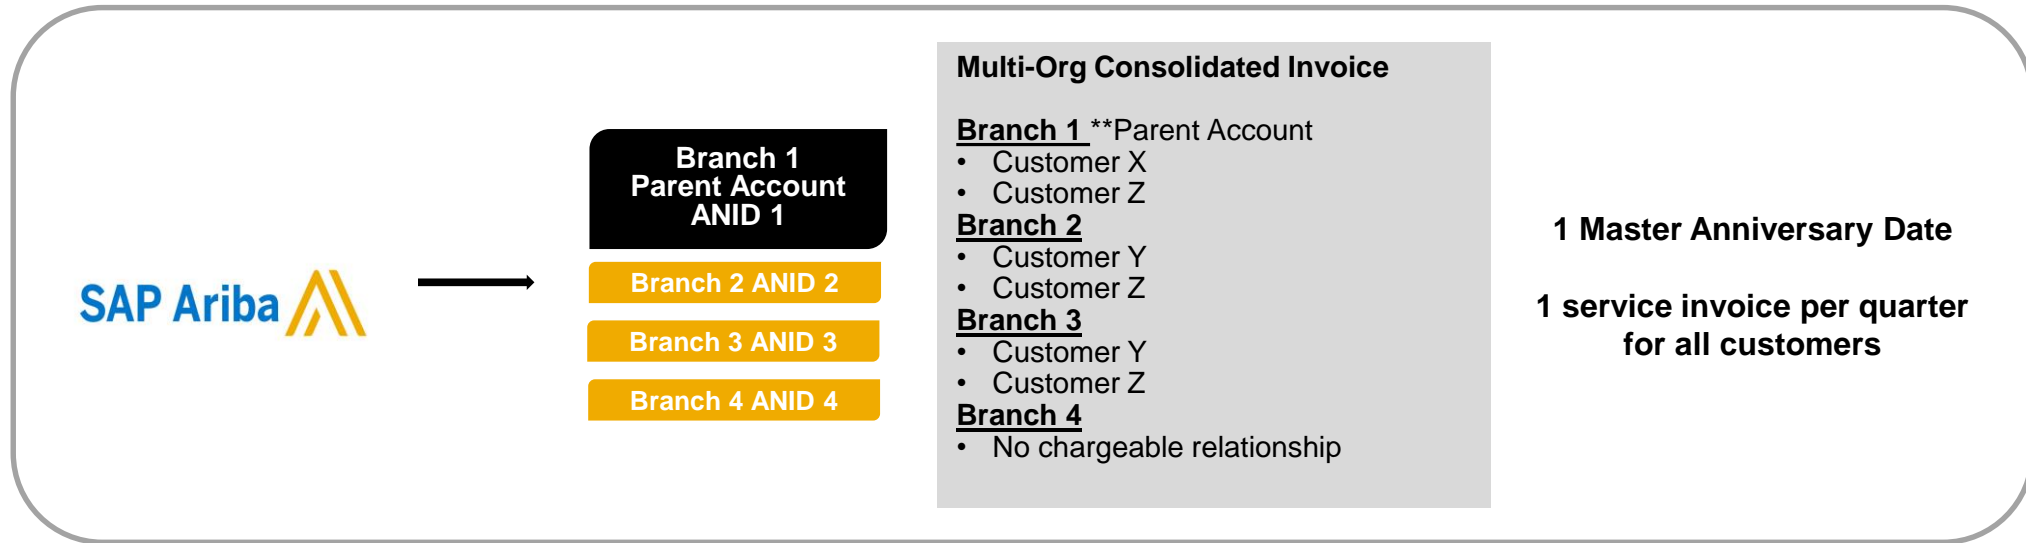 SAP Ariba
Branch 1
Parent Account
ANID 1
Branch 2 ANID 2
Branch 3 ANID 3
Branch 4 ANID 4
Multi-Org Consolidated Invoice
Branch 1 **Parent Account
• Customer X
• Customer Z
Branch 2
• Customer Y
• Customer Z
Branch 3
• Customer Y
• Customer Z
Branch 4
• No chargeable relationship
1 Master Anniversary Date
1 service invoice per quarter
for all customers